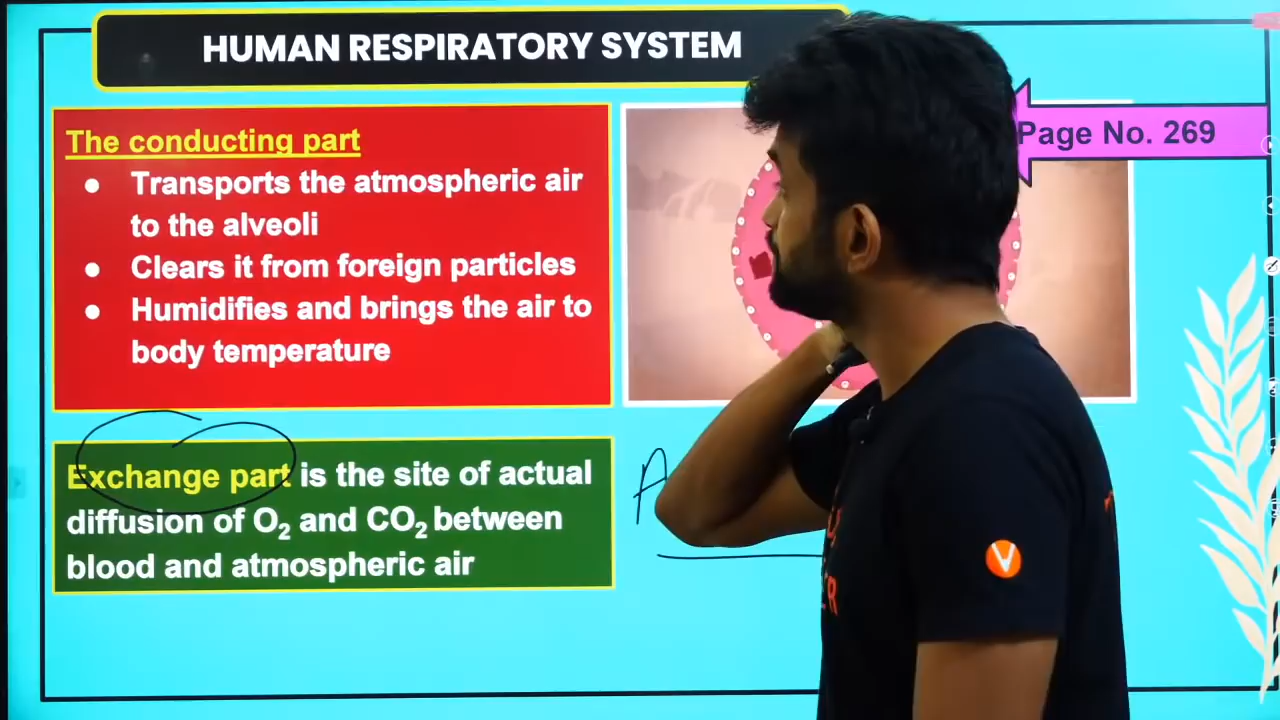 HUMAN RESPIRATORY SYSTEM
Page No. 269
The conducting part
● Transports the atmospheric air
to the alveoli
● Clears it from foreign particles
● Humidifies and brings the air to
body temperature
Exchange part is the site of actual
diffusion of O₂ and CO₂ between
blood and atmospheric air
A
V